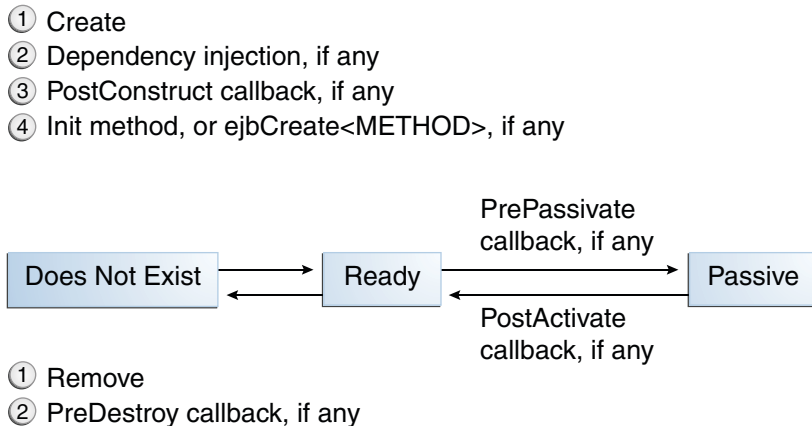 1 Create
2 Dependency injection, if any
3 PostConstruct callback, if any
4 Init method, or ejbCreate<METHOD>, if any
PrePassivate
callback, if any
Does Not Exist
Ready
Passive
PostActivate
callback, if any
1 Remove
2 PreDestroy callback, if any